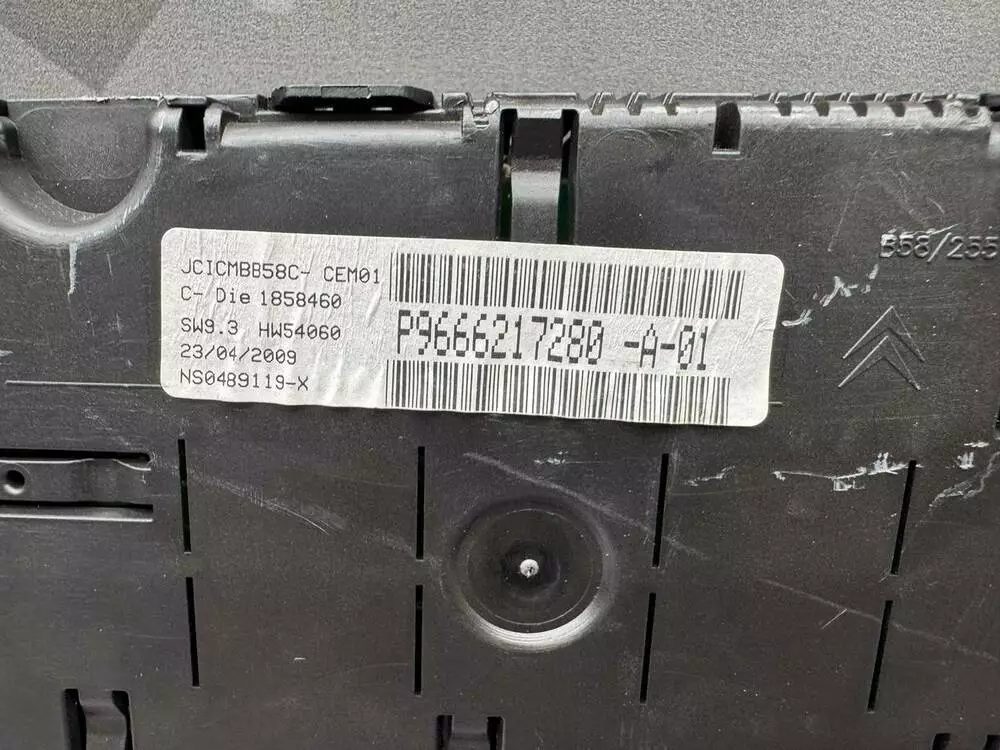 JCICMBB58C- CEM01
C- Die 1858460
SW9.3 HW54060
23/04/2009
NS0489119-X
P9666217280 -A-01
B58/255